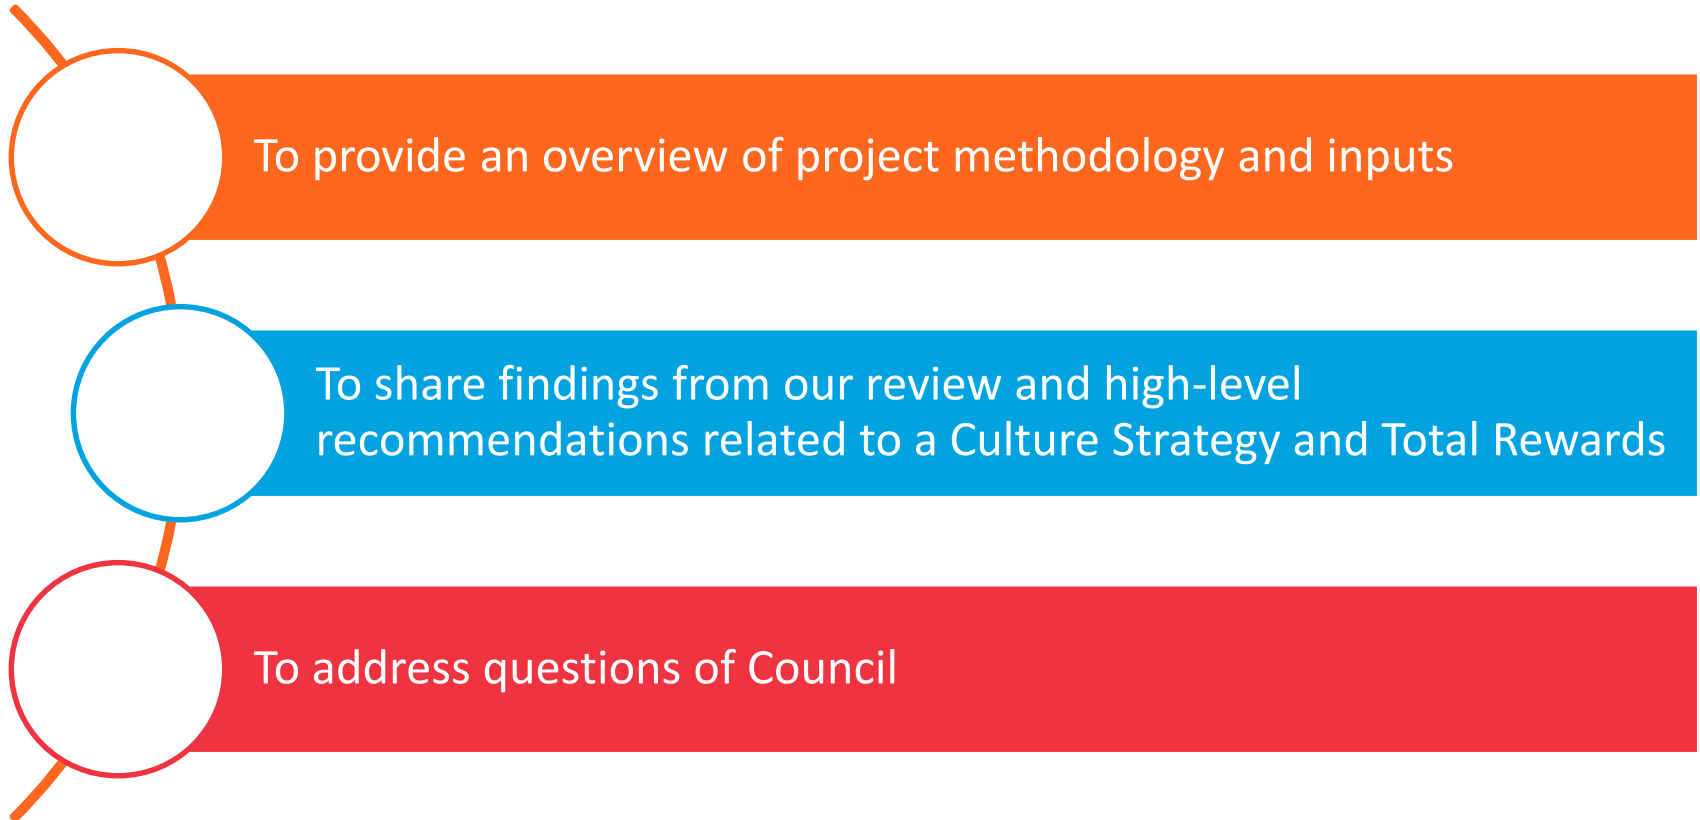 To provide an overview of project methodology and inputs
To share findings from our review and high-level
recommendations related to a Culture Strategy and Total Rewards
To address questions of Council